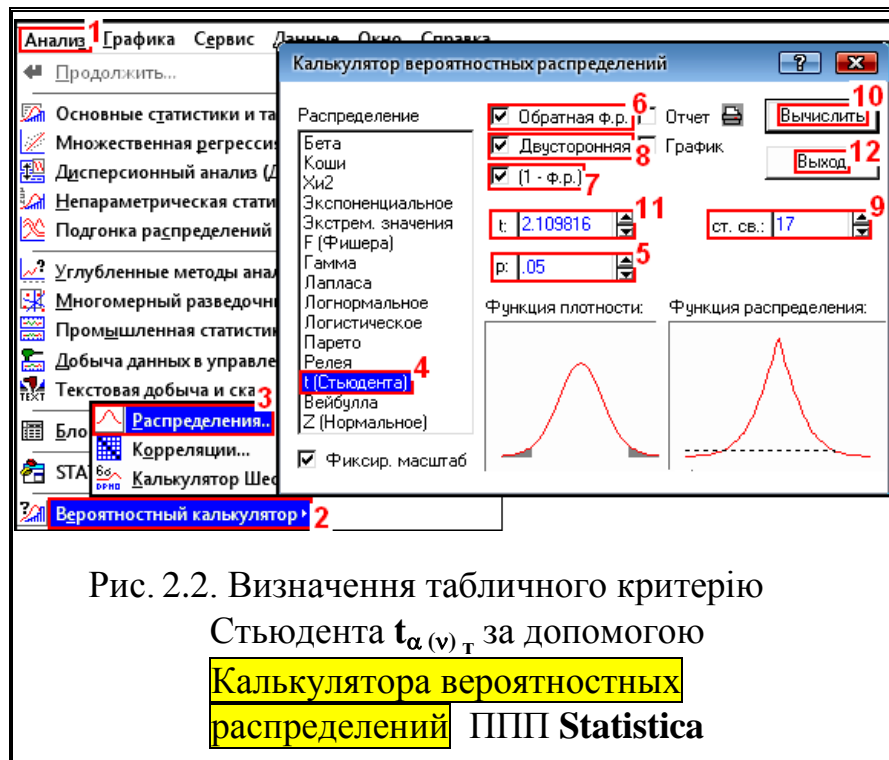 Анализ 1 Графика Сервис Данные Окно Справка
Продолжить...
Основные статистики и та
Множественная регрессия
Дисперсионный анализ (Д
Непараметрическая стати
Подгонка распределений
Углубленные методы анал
Многомерный разведочны
Промышленная статистик
Добыча данных в управле
TEXT Текстовая добыча и ска
3
Распределения..
Бло
Корреляции...
STA
6σ DPMO Калькулятор Шес
Вероятностный калькулятор 2
Калькулятор вероятностных распределений ?
Распределение
Бета
Коши
Хи2
Экспоненциальное
Экстрем. значения
F (Фишера)
Гамма
Лапласа
Логнормальное
Логистическое
Парето
Релея
t (Стьюдента) 4
Вейбулла
Z (Нормальное)
Фиксир. масштаб
Обратная ф.р. 6 Отчет
Двусторонняя 8 График
(1 - ф.р.) 7
10
Вычислить
12
Выход
t: 2.109816 11
ст. св.: 17 9
p: .05 5
Функция плотности: Функция распределения:
Рис. 2.2. Визначення табличного критерію
Стьюдента tα (ν) т за допомогою
Калькулятора вероятностных
распределений ППП Statistica